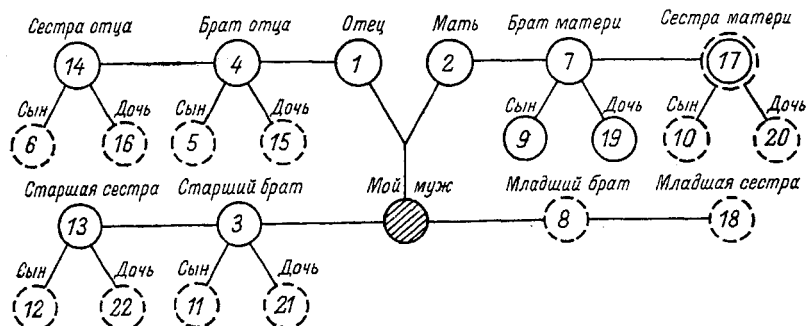 Сестра отца Брат отца Отец Мать Брат матери Сестра матери
14 4 1 2 7 17
Сын Дочь Сын Дочь Сын Дочь Сын Дочь
6 16 5 15 9 19 10 20
Старшая сестра Старший брат Мой муж Младший брат Младшая сестра
13 3 8 18
Сын Дочь Сын Дочь
12 22 11 21